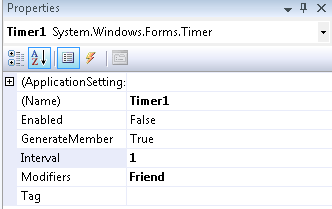 Properties
Timer1 System.Windows.Forms.Timer
(ApplicationSetting:
(Name) Timer1
Enabled False
GenerateMember True
Interval 1
Modifiers Friend
Tag